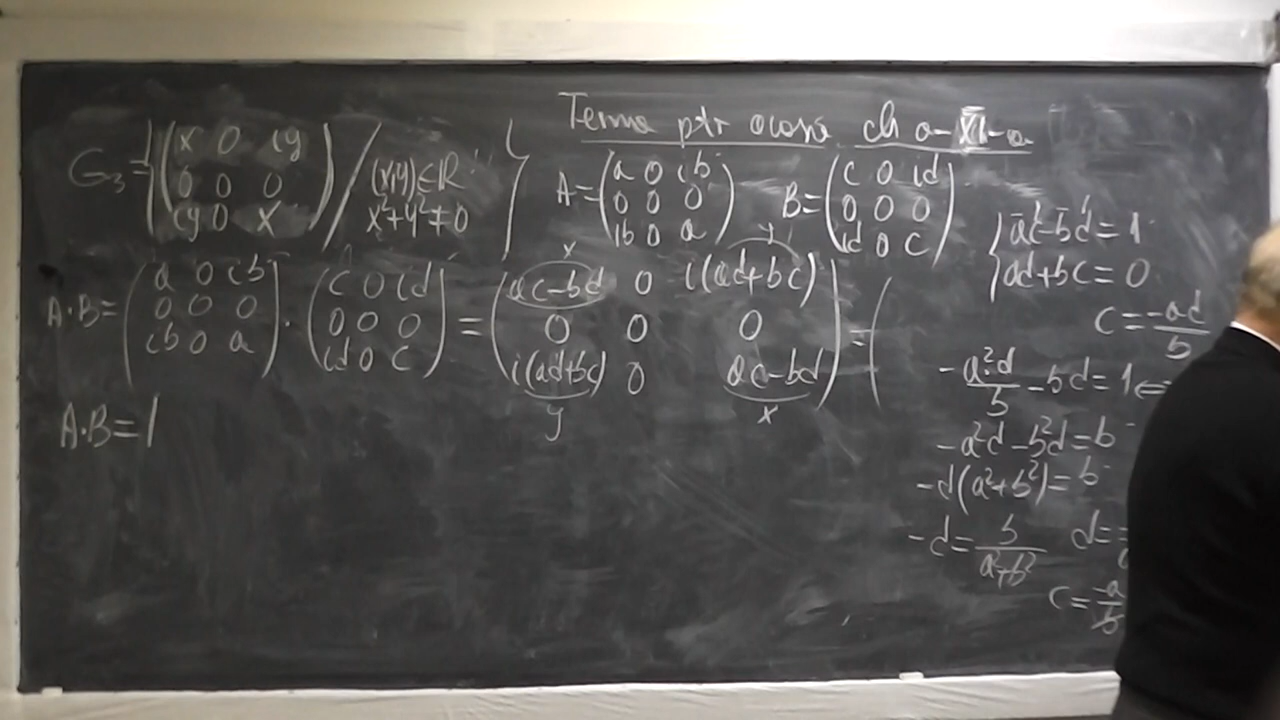 Tema ptr acasă cls a-XI-a
G₃ = { (x 0 iy; 0 0 0; iy 0 x) / (x,y)∈ℝ x²+y²≠0 }
A = (a 0 ib; 0 0 0; ib 0 a) B = (c 0 id; 0 0 0; id 0 c)
A·B = (a 0 ib; 0 0 0; ib 0 a) · (c 0 id; 0 0 0; id 0 c) = (ac-bd 0 i(ad+bc); 0 0 0; i(ad+bc) 0 ac-bd) = (
x y
y x
A·B=
{ ac-bd=1
ad+bc=0
c = -ad/b
-a²d/b - bd = 1 ⇔
-a²d - b²d = b
-d(a²+b²) = b
-d = b/(a²+b²) d =
c = -a/b